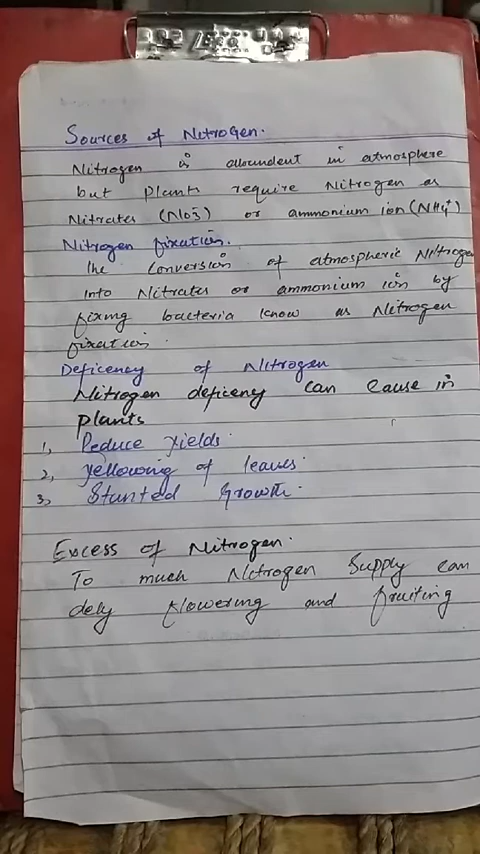 Sources of Netrogen.
Nitrogen is abundent in atmosphere
but plants require Nitrogen as
Nitrates (No3-) or ammonium ion (NH4+)
Nitrogen fixation.
The Conversion of atmospheric Nitrogen
into Nitrates or ammonium ion by
fixing bacteria know as Nitrogen
fixation.
Deficency of Nitrogen
Nitrogen deficeny can cause in
plants
1, Reduce yields.
2, yellowing of leaves.
3, Stunted Growth.
Excess of Nitrogen.
To much Netrogen Supply can
dely flowering and fruiting